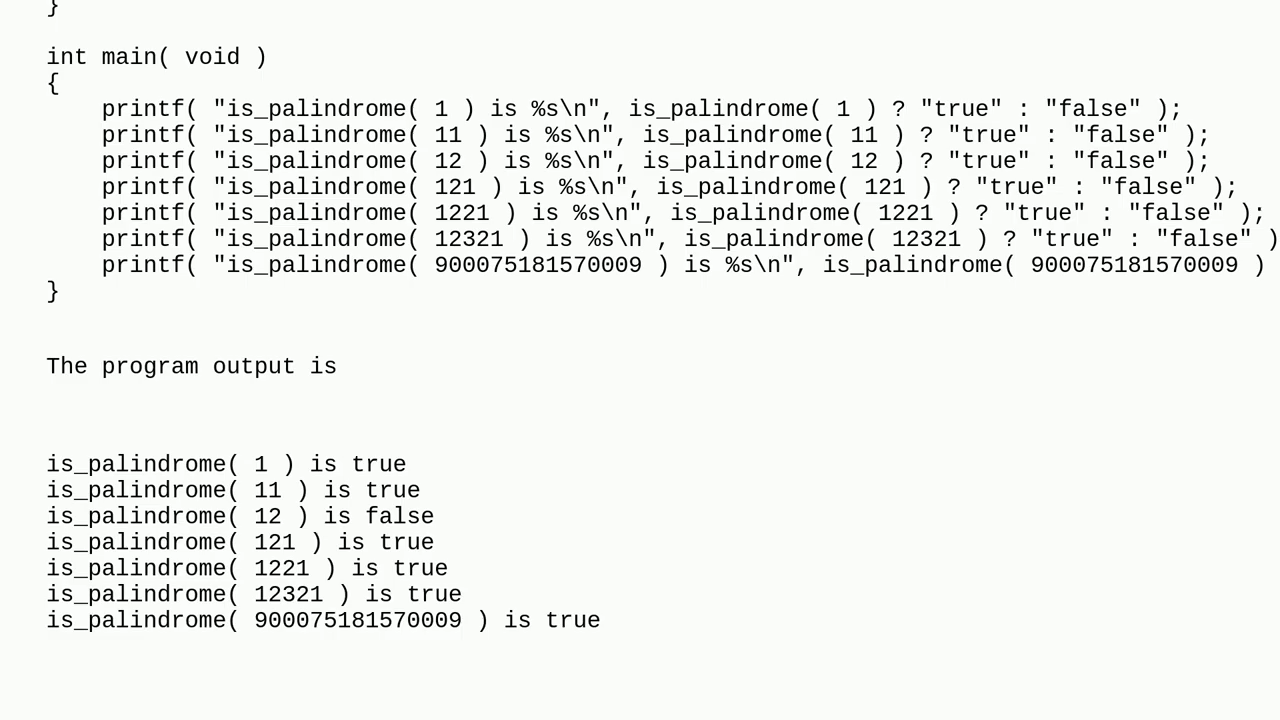 }
int main( void )
{
    printf( "is_palindrome( 1 ) is %s\n", is_palindrome( 1 ) ? "true" : "false" );
    printf( "is_palindrome( 11 ) is %s\n", is_palindrome( 11 ) ? "true" : "false" );
    printf( "is_palindrome( 12 ) is %s\n", is_palindrome( 12 ) ? "true" : "false" );
    printf( "is_palindrome( 121 ) is %s\n", is_palindrome( 121 ) ? "true" : "false" );
    printf( "is_palindrome( 1221 ) is %s\n", is_palindrome( 1221 ) ? "true" : "false" );
    printf( "is_palindrome( 12321 ) is %s\n", is_palindrome( 12321 ) ? "true" : "false" )
    printf( "is_palindrome( 900075181570009 ) is %s\n", is_palindrome( 900075181570009 )
}
The program output is
is_palindrome( 1 ) is true
is_palindrome( 11 ) is true
is_palindrome( 12 ) is false
is_palindrome( 121 ) is true
is_palindrome( 1221 ) is true
is_palindrome( 12321 ) is true
is_palindrome( 900075181570009 ) is true